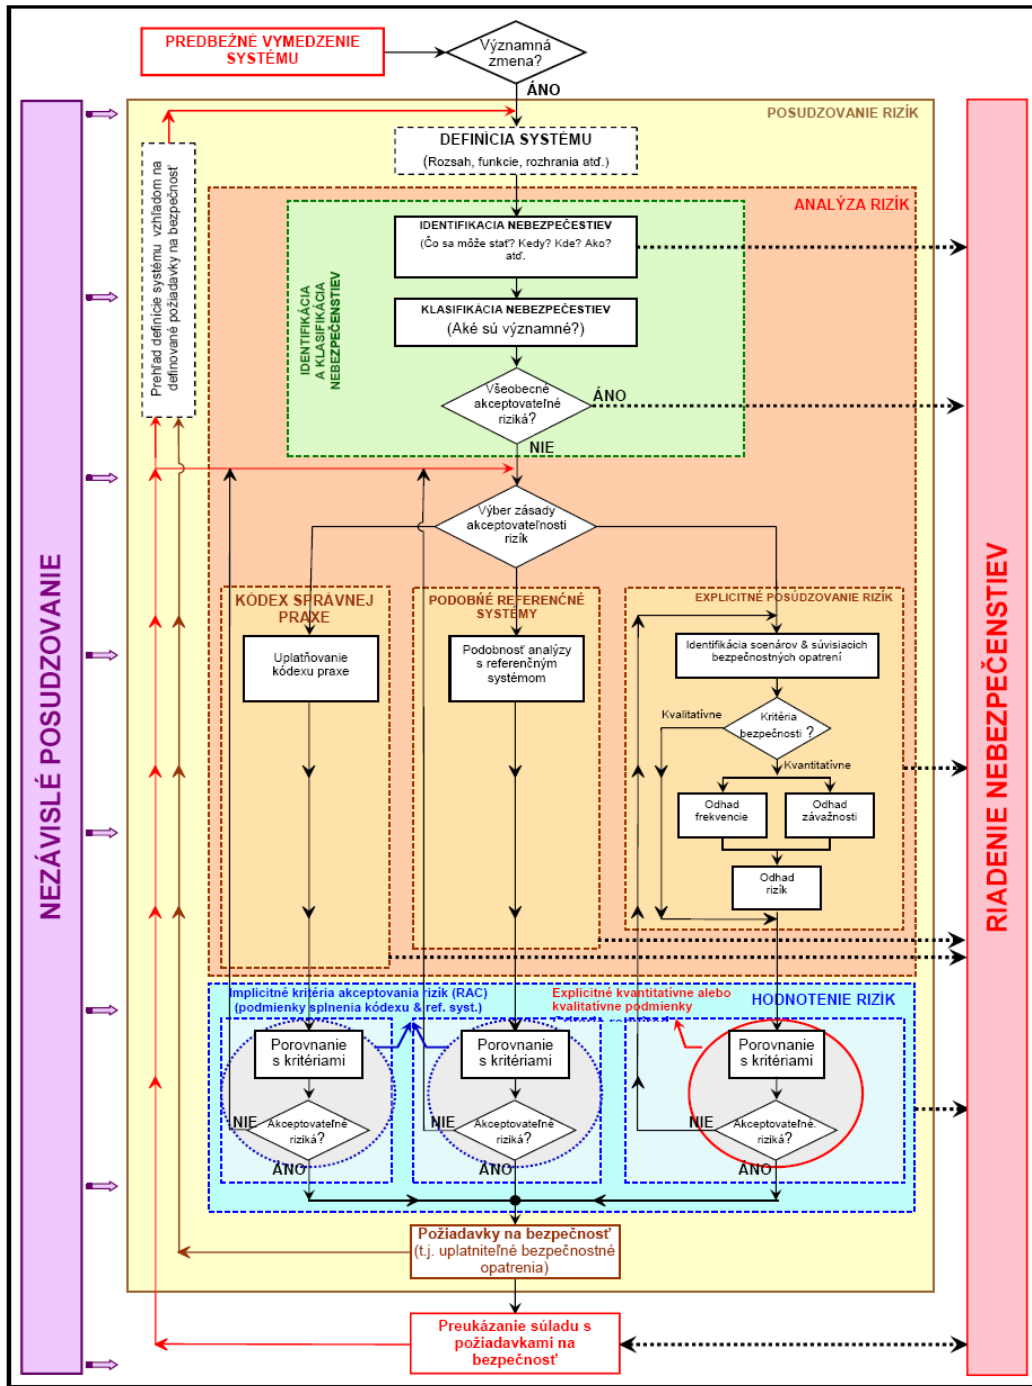 PREDBEŽNÉ VYMEDZENIE
SYSTÉMU
Významná
zmena?
ÁNO
POSUDZOVANIE RIZÍK
DEFINÍCIA SYSTÉMU
(Rozsah, funkcie, rozhrania atď.)
Prehľad definície systému vzhľadom na
definované požiadavky na bezpečnosť
NEZÁVISLÉ POSUDZOVANIE
RIADENIE NEBEZPEČENSTIEV
ANALÝZA RIZÍK
IDENTIFIKÁCIA
A KLASIFIKÁCIA
NEBEZPEČENSTIEV
IDENTIFIKACIA NEBEZPEČESTIEV
(Čo sa môže stať? Kedy? Kde? Ako?
atď.
KLASIFIKÁCIA NEBEZPEČESTIEV
(Aké sú významné?)
Všeobecné
akceptovateľné
riziká?
ÁNO
NIE
Výber zásady
akceptovateľnosti
rizík
KÓDEX SPRÁVNEJ
PRAXE
Uplatňovanie
kódexu praxe
PODOBNÉ REFERENČNÉ
SYSTÉMY
Podobnosť analýzy
s referenčným
systémom
EXPLICITNÉ POSUDZOVANIE RIZÍK
Identifikácia scenárov & súvisiacich
bezpečnostných opatrení
Kvalitatívne
Kritéria
bezpečnosti ?
Kvantitatívne
Odhad
frekvencie
Odhad
závažnosti
Odhad
rizík
Implicitné kritéria akceptovania rizík (RAC)
(podmienky splnenia kódexu & ref. syst.)
Explicitné kvantitatívne alebo
kvalitatívne podmienky
HODNOTENIE RIZÍK
Porovnanie
s kritériami
Akceptovateľné
riziká?
NIE
ÁNO
Porovnanie
s kritériami
Akceptovateľné
riziká?
NIE
ÁNO
Porovnanie
s kritériami
Akceptovateľné.
riziká?
NIE
ÁNO
Požiadavky na bezpečnosť
(t.j. uplatniteľné bezpečnostné
opatrenia)
Preukázanie súladu s
požiadavkami na
bezpečnosť